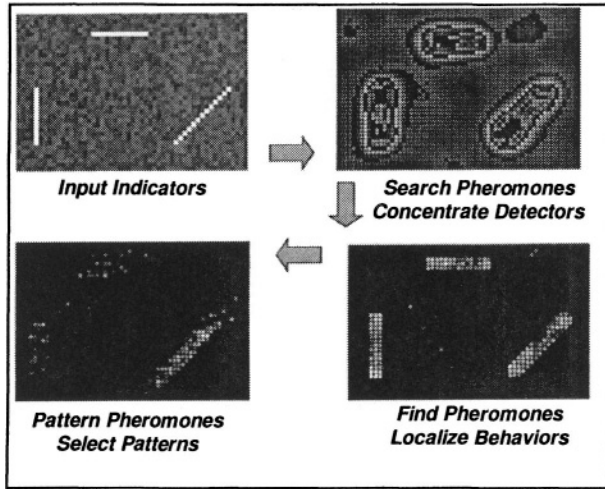 Input Indicators
Search Pheromones
Concentrate Detectors
Pattern Pheromones
Select Patterns
Find Pheromones
Localize Behaviors